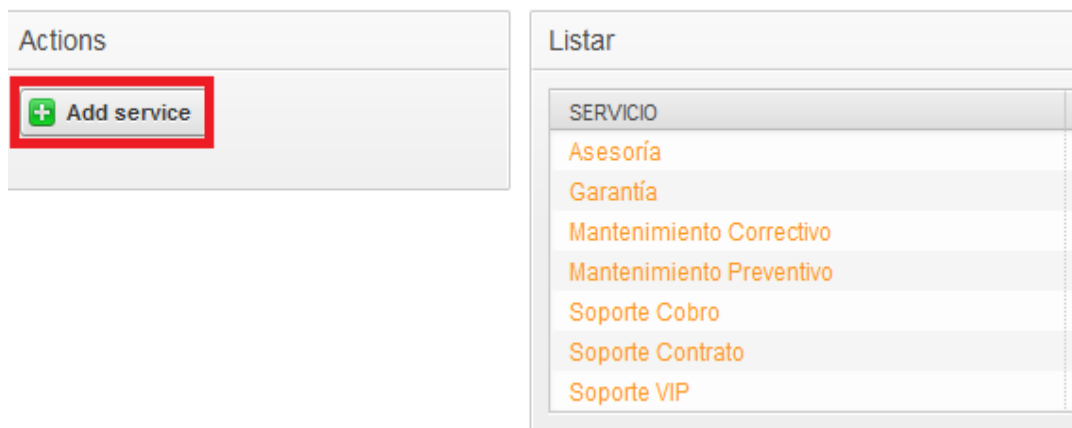 Actions
Add service
Listar
SERVICIO
Asesoría
Garantía
Mantenimiento Correctivo
Mantenimiento Preventivo
Soporte Cobro
Soporte Contrato
Soporte VIP